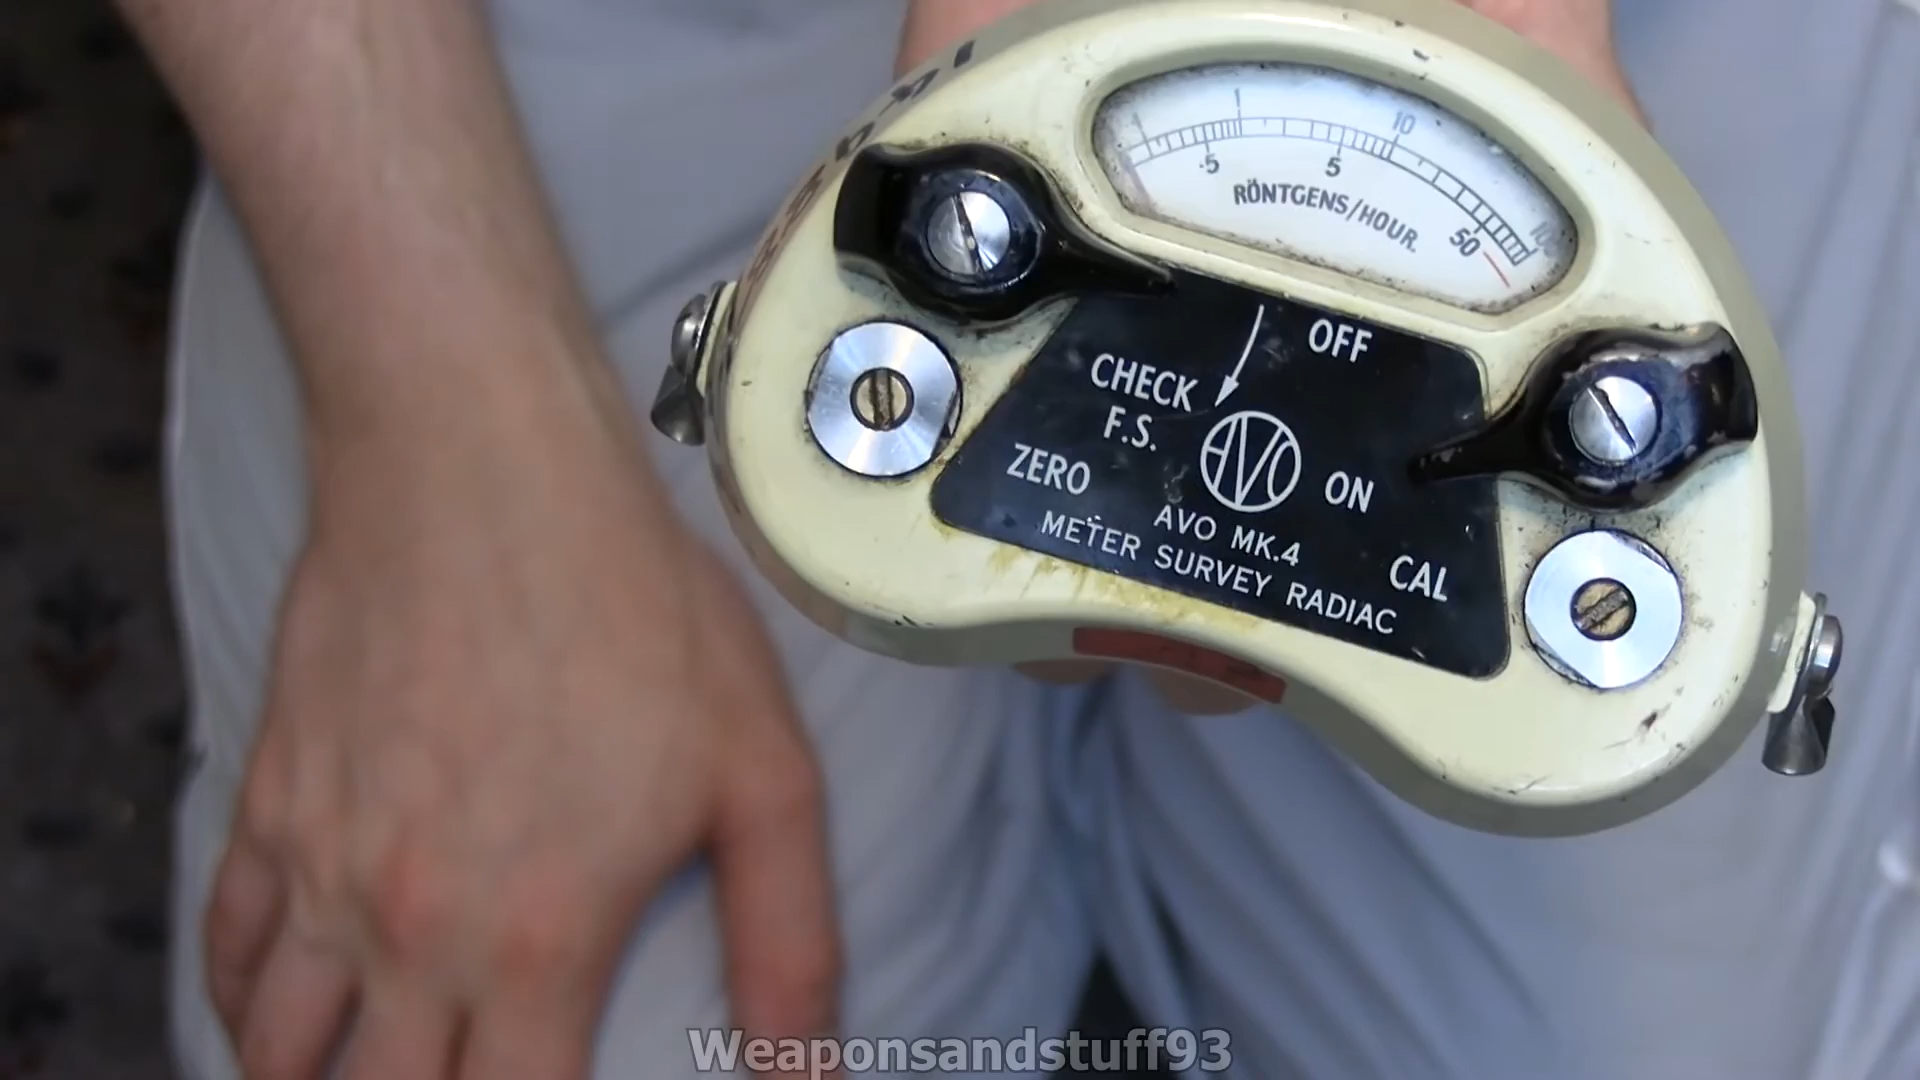 .1 1 10
.5 5 50
RÖNTGENS/HOUR.
OFF
CHECK
F.S.
ZERO
AVO
ON
AVO MK.4
METER SURVEY RADIAC
CAL
Weaponsandstuff93